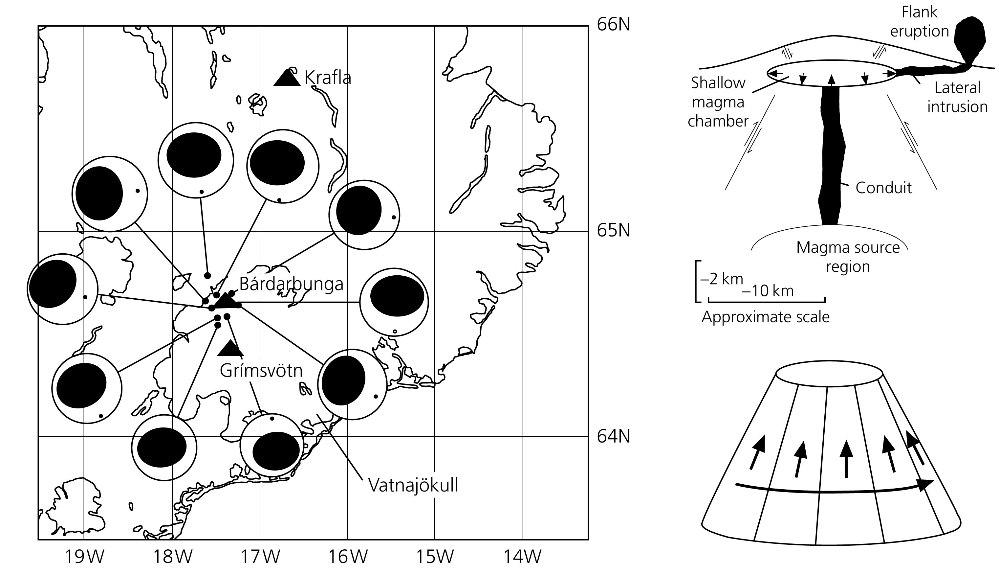 66N
Krafla
65N
Bárdarbunga
Grímsvötn
64N
Vatnajökull
19W
18W
17W
16W
15W
14W
Flank
eruption
Shallow
magma
chamber
Lateral
intrusion
Conduit
Magma source
region
–2 km
–10 km
Approximate scale